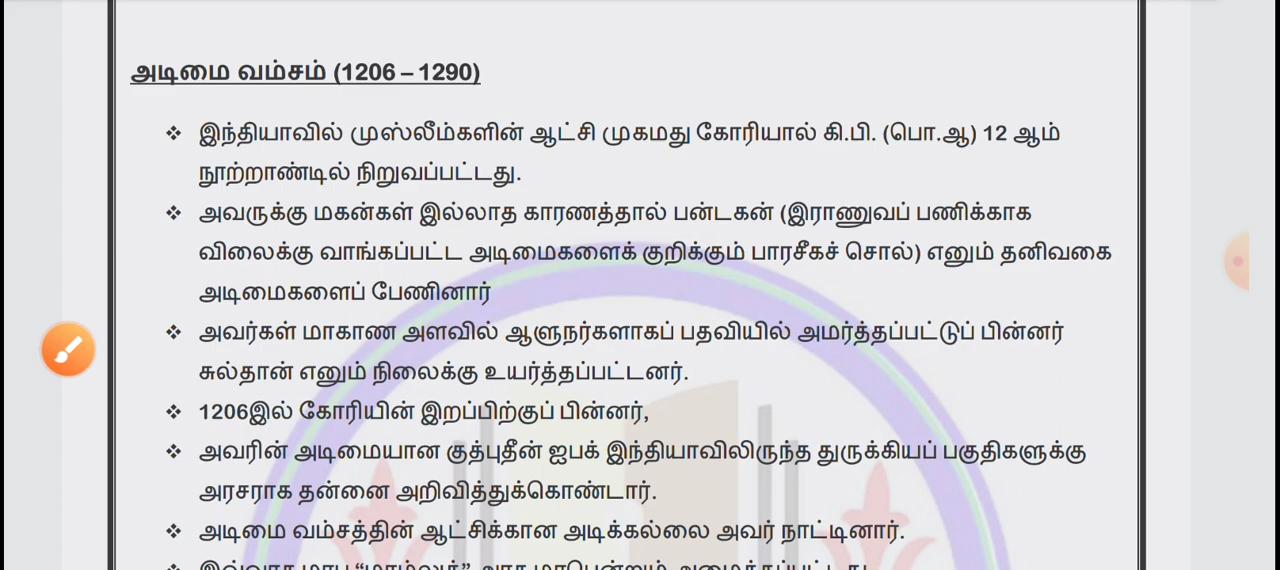 அடிமை வம்சம் (1206 – 1290)
❖ இந்தியாவில் முஸ்லீம்களின் ஆட்சி முகமது கோரியால் கி.பி. (பொ.ஆ) 12 ஆம்
நூற்றாண்டில் நிறுவப்பட்டது.
❖ அவருக்கு மகன்கள் இல்லாத காரணத்தால் பன்டகன் (இராணுவப் பணிக்காக
விலைக்கு வாங்கப்பட்ட அடிமைகளைக் குறிக்கும் பாரசீகச் சொல்) எனும் தனிவகை
அடிமைகளைப் பேணினார்
❖ அவர்கள் மாகாண அளவில் ஆளுநர்களாகப் பதவியில் அமர்த்தப்பட்டுப் பின்னர்
சுல்தான் எனும் நிலைக்கு உயர்த்தப்பட்டனர்.
❖ 1206இல் கோரியின் இறப்பிற்குப் பின்னர்,
❖ அவரின் அடிமையான குத்புதீன் ஐபக் இந்தியாவிலிருந்த துருக்கியப் பகுதிகளுக்கு
அரசராக தன்னை அறிவித்துக்கொண்டார்.
❖ அடிமை வம்சத்தின் ஆட்சிக்கான அடிக்கல்லை அவர் நாட்டினார்.